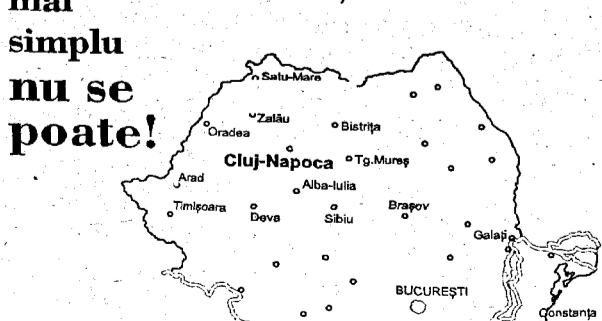 mai
simplu
nu se
poate!
Satu-Mare
Zalău
Oradea
Bistrița
Cluj-Napoca
Tg.Mureș
Arad
Alba-Iulia
Timișoara
Deva
Sibiu
Brașov
Galați
BUCUREȘTI
Constanța